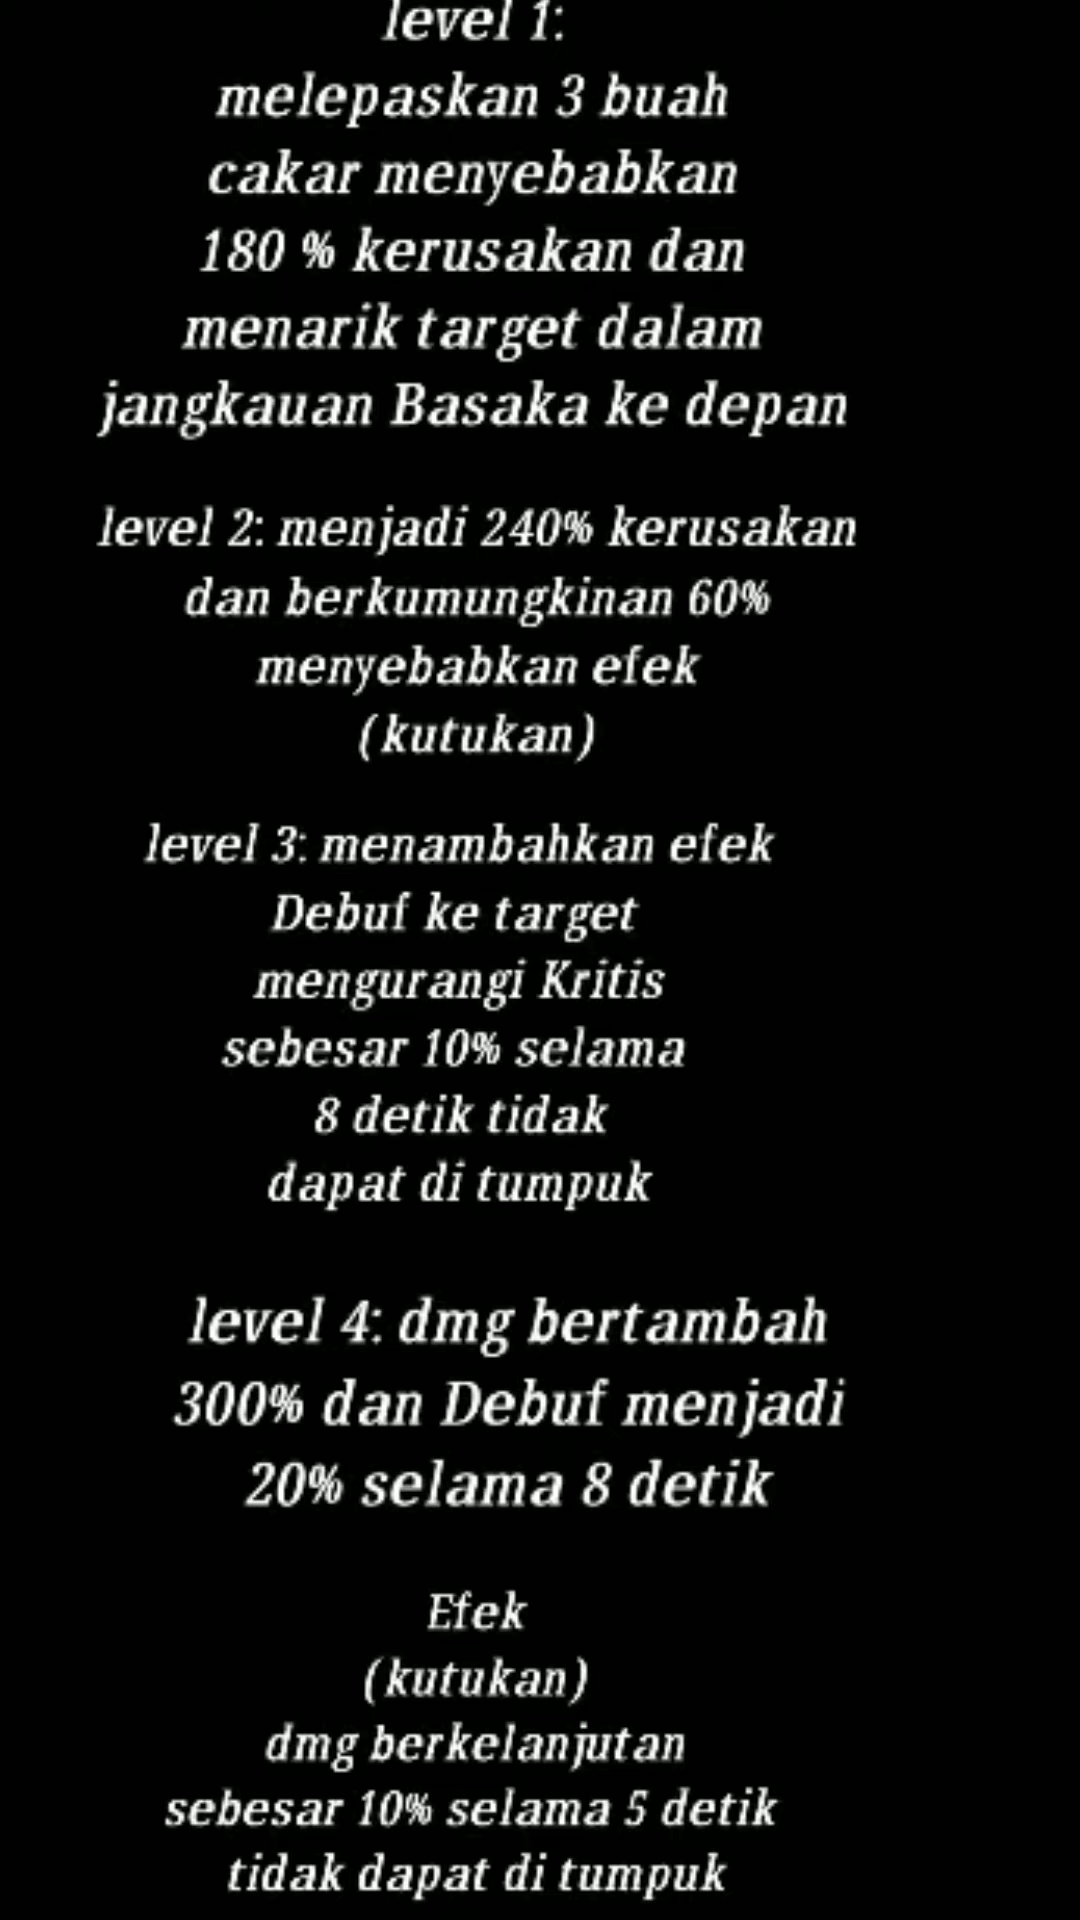 level 1:
melepaskan 3 buah
cakar menyebabkan
180 % kerusakan dan
menarik target dalam
jangkauan Basaka ke depan
level 2: menjadi 240% kerusakan
dan berkumungkinan 60%
menyebabkan efek
(kutukan)
level 3: menambahkan efek
Debuf ke target
mengurangi Kritis
sebesar 10% selama
8 detik tidak
dapat di tumpuk
level 4: dmg bertambah
300% dan Debuf menjadi
20% selama 8 detik
Efek
(kutukan)
dmg berkelanjutan
sebesar 10% selama 5 detik
tidak dapat di tumpuk